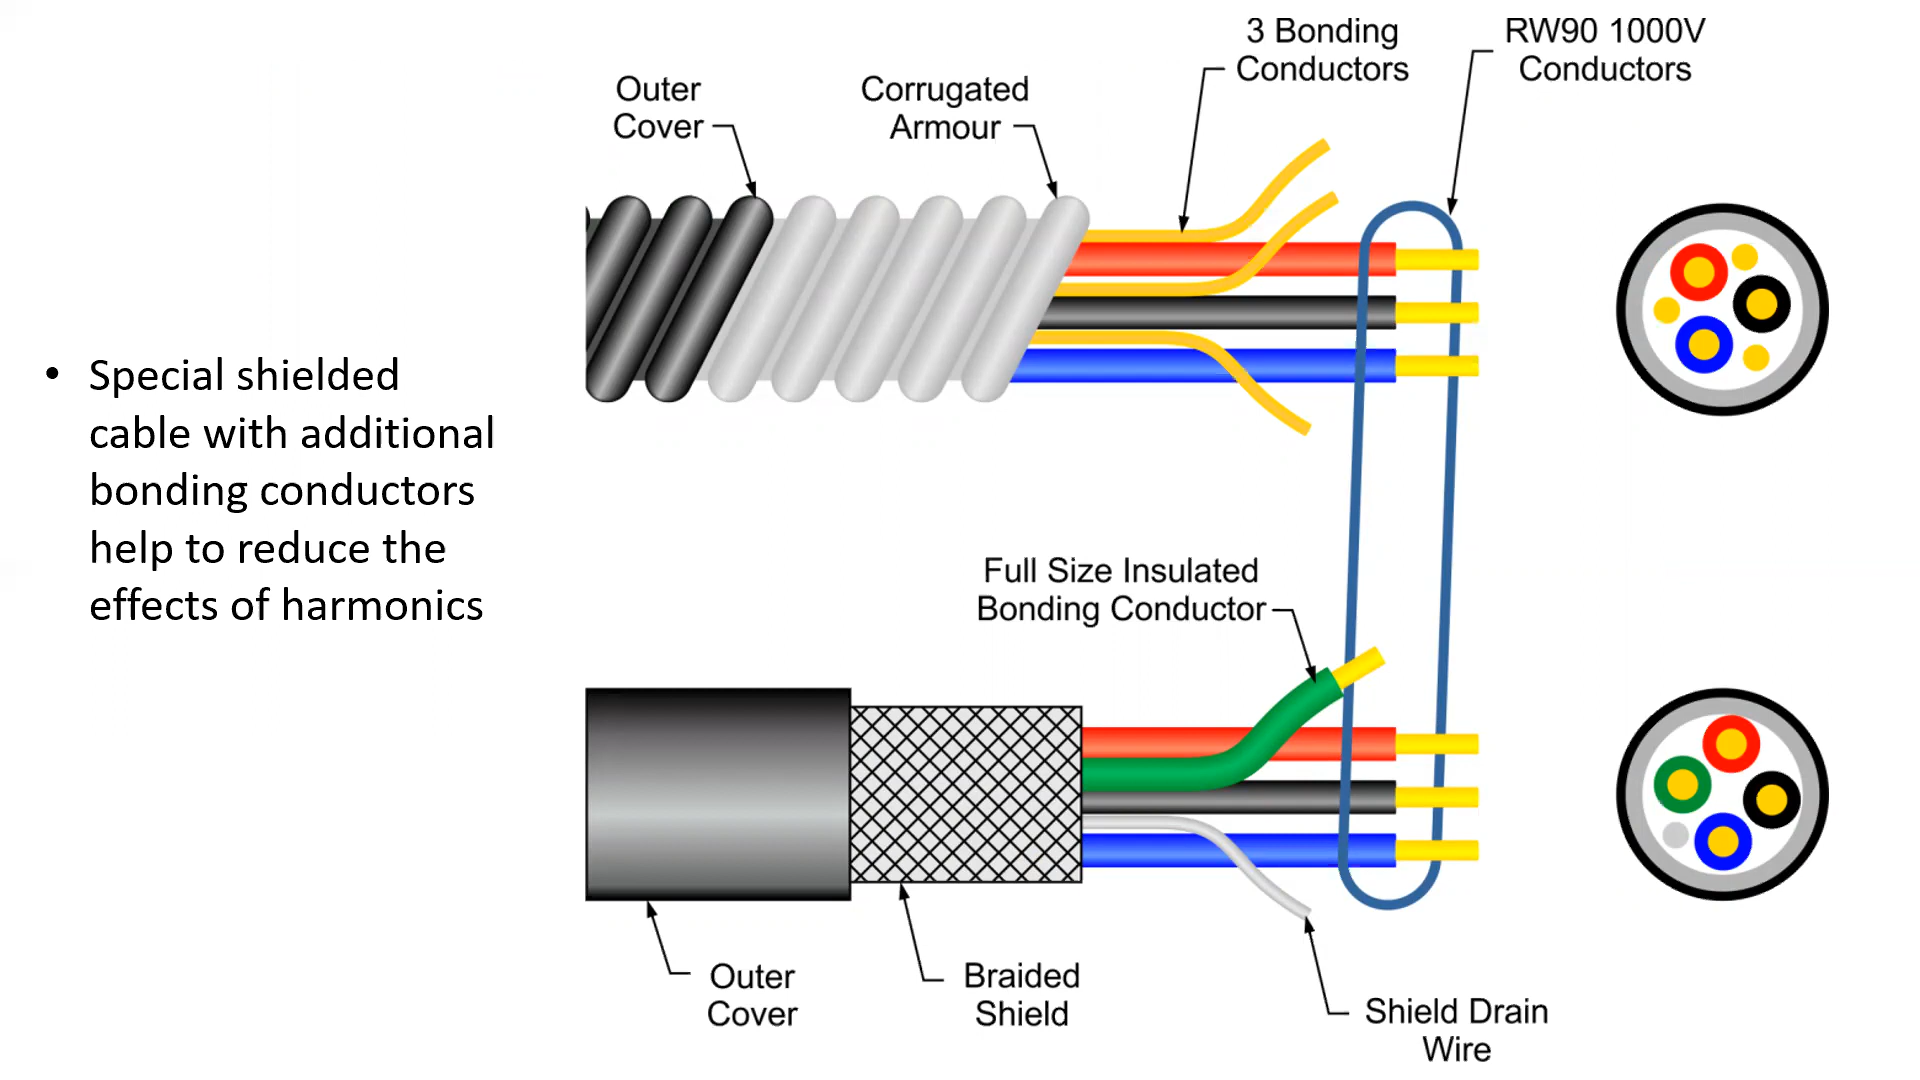 3 Bonding
Conductors
RW90 1000V
Conductors
Outer
Cover
Corrugated
Armour
• Special shielded
cable with additional
bonding conductors
help to reduce the
effects of harmonics
Full Size Insulated
Bonding Conductor
Outer
Cover
Braided
Shield
Shield Drain
Wire